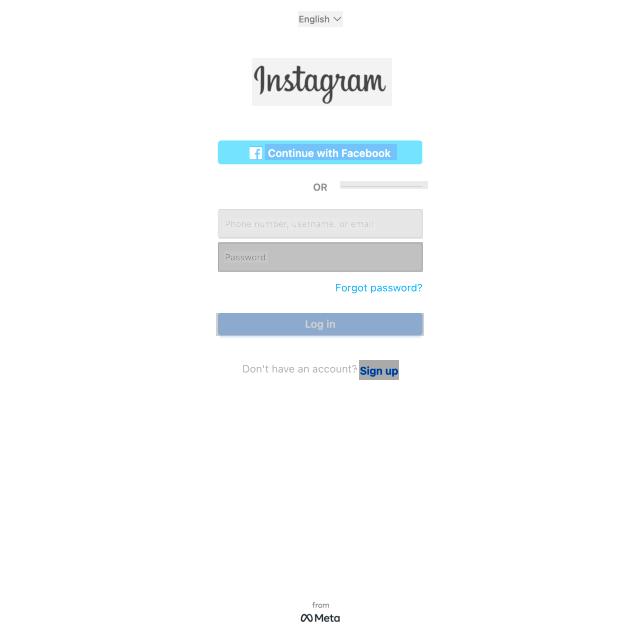 English
Instagram
Continue with Facebook
OR
Phone number, username, or email
Password
Forgot password?
Log in
Don't have an account? Sign up
from
Meta